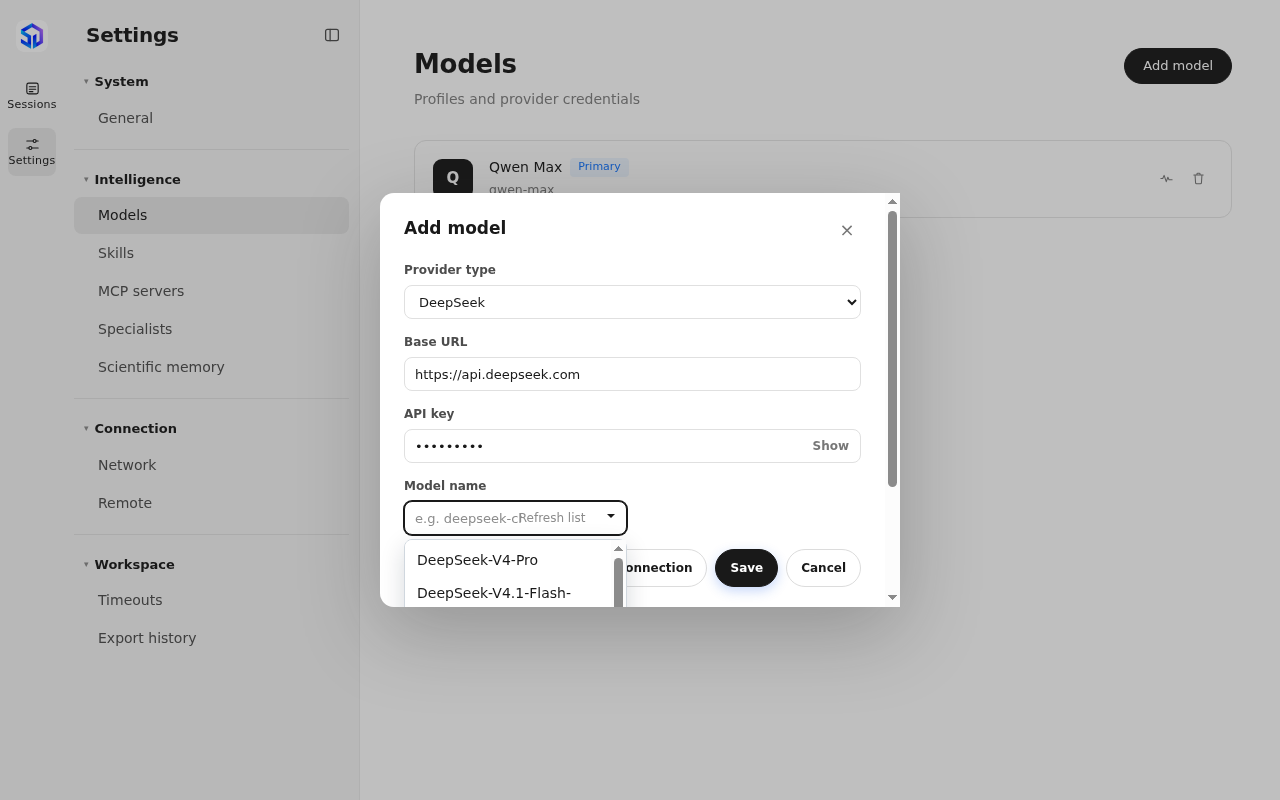 Settings
Sessions
Settings
System
General
Intelligence
Models
Skills
MCP servers
Specialists
Scientific memory
Connection
Network
Remote
Workspace
Timeouts
Export history
Models
Profiles and provider credentials
Add model
Q
Qwen Max
Primary
qwen-max
Add model
Provider type
DeepSeek
Base URL
https://api.deepseek.com
API key
•••••••••
Show
Model name
e.g. deepseek-c
Refresh list
DeepSeek-V4-Pro
DeepSeek-V4.1-Flash-
onnection
Save
Cancel